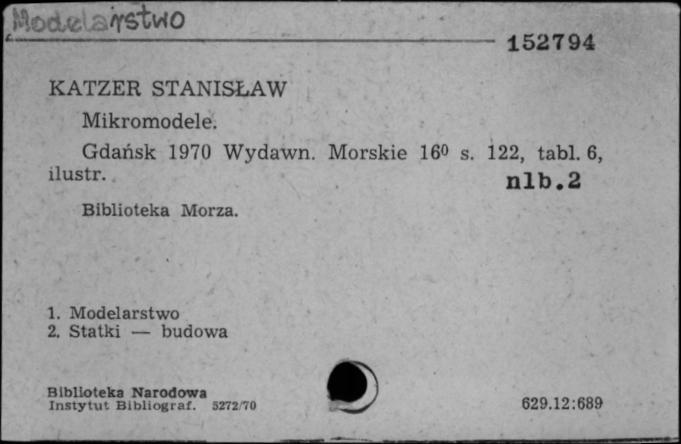 Modelarstwo
152794
KATZER STANISŁAW
Mikromodele.
Gdańsk 1970 Wydawn. Morskie 16⁰ s. 122, tabl. 6,
ilustr.
nlb.2
Biblioteka Morza.
1. Modelarstwo
2. Statki — budowa
Biblioteka Narodowa
Instytut Bibliograf. 5272/70
629.12:689